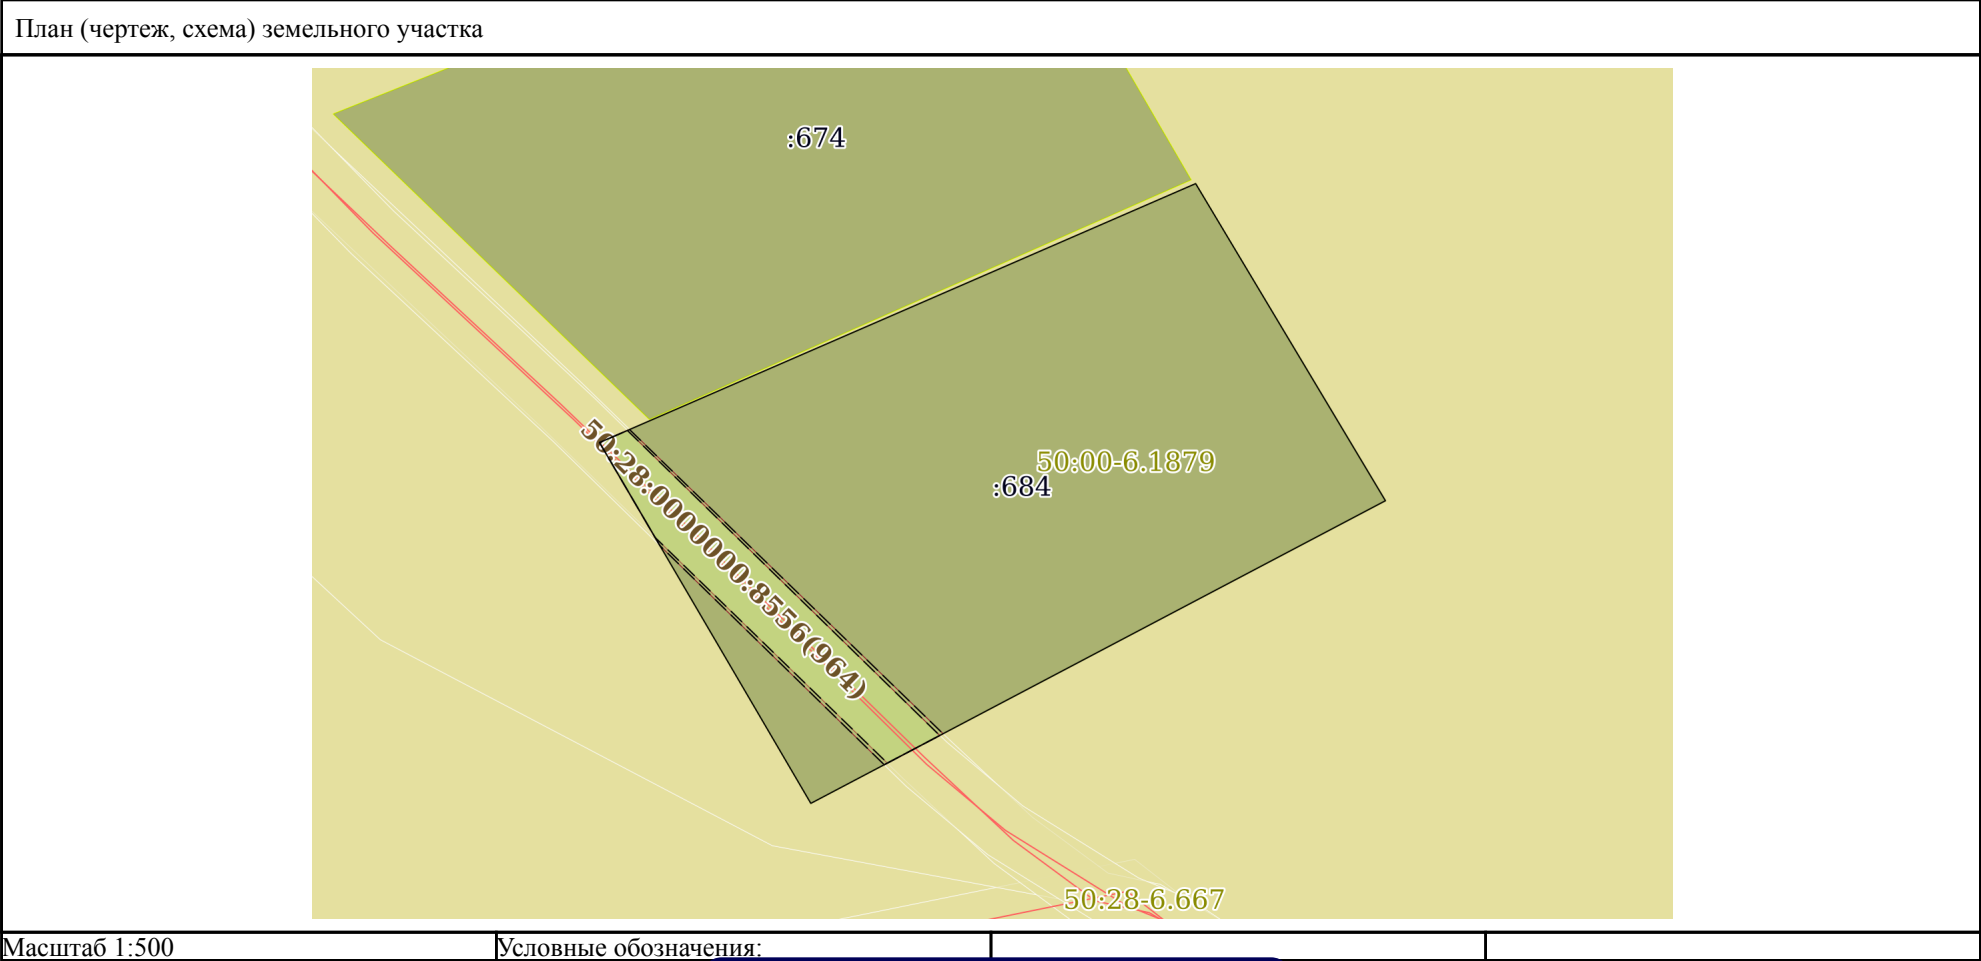 План (чертеж, схема) земельного участка
:674
50:00-6.1879
:684
50:28:0000000:8556(964)
50:28-6.667
Масштаб 1:500
Условные обозначения: